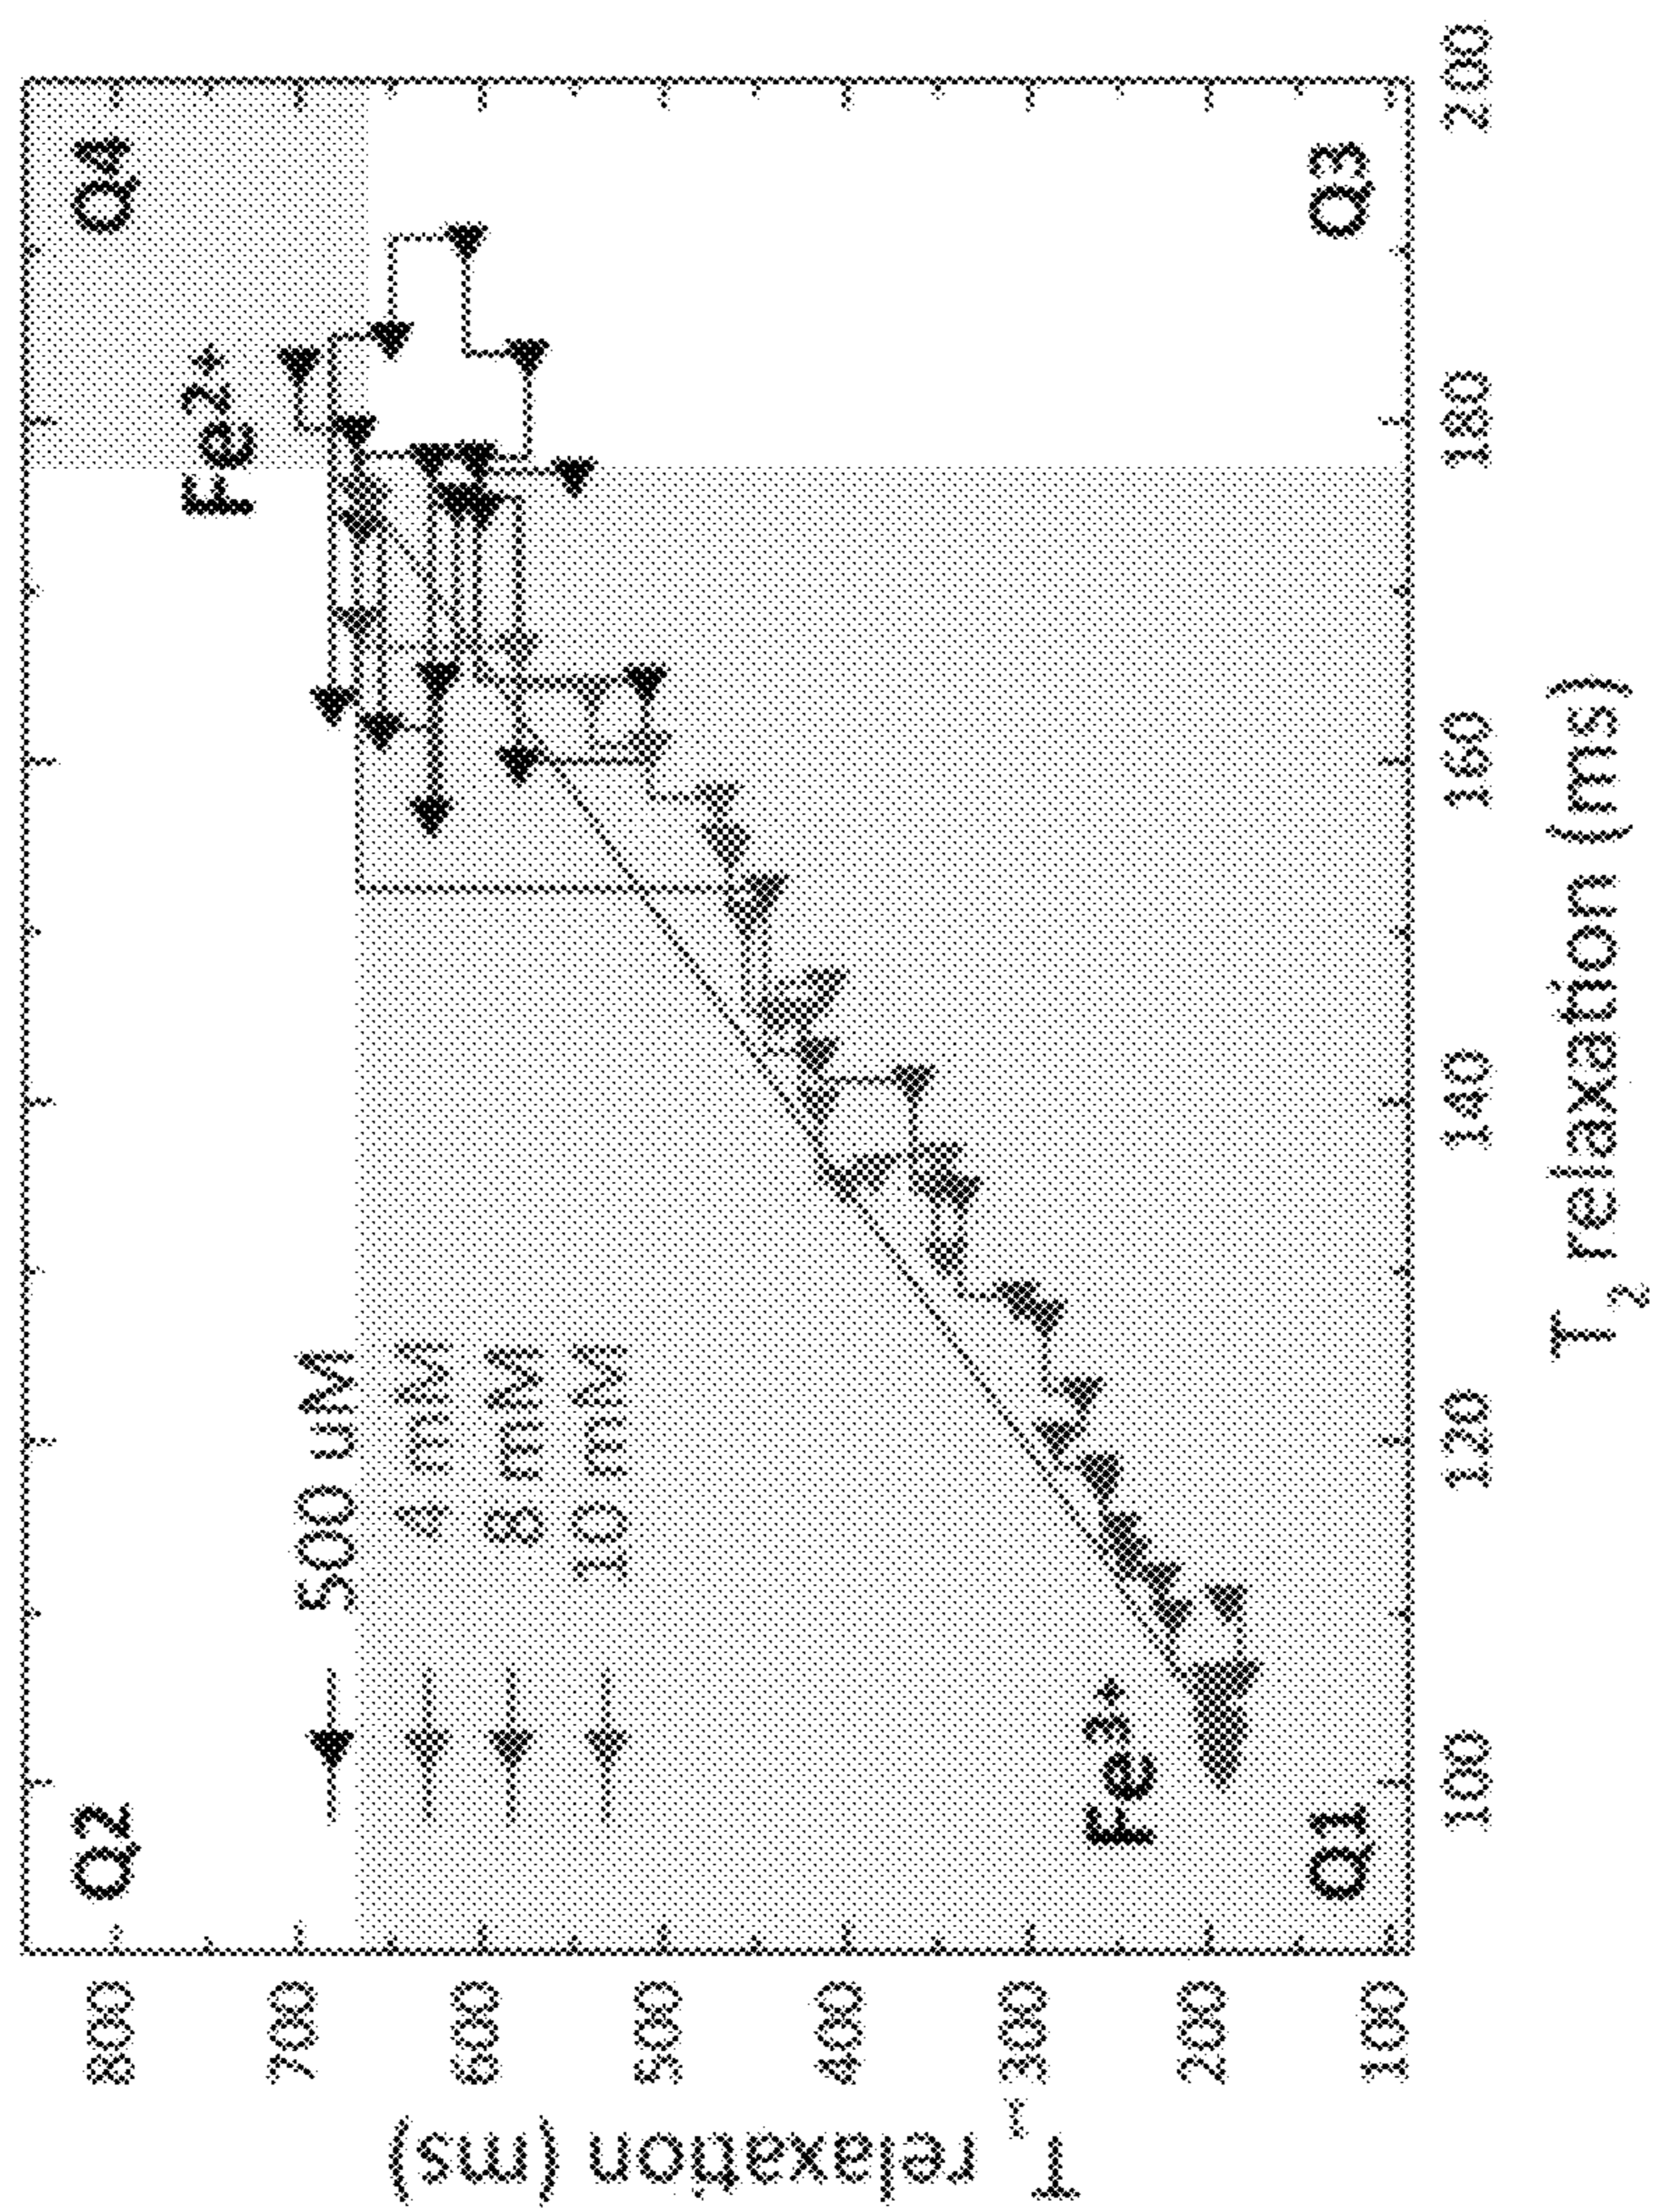 Q2
Q4
Fe2+
500 uM
4 mM
8 mM
10 mM
Fe3+
Q1
Q3
800
700
600
500
400
300
200
100
T1 relaxation (ms)
100
120
140
160
180
200
T2 relaxation (ms)